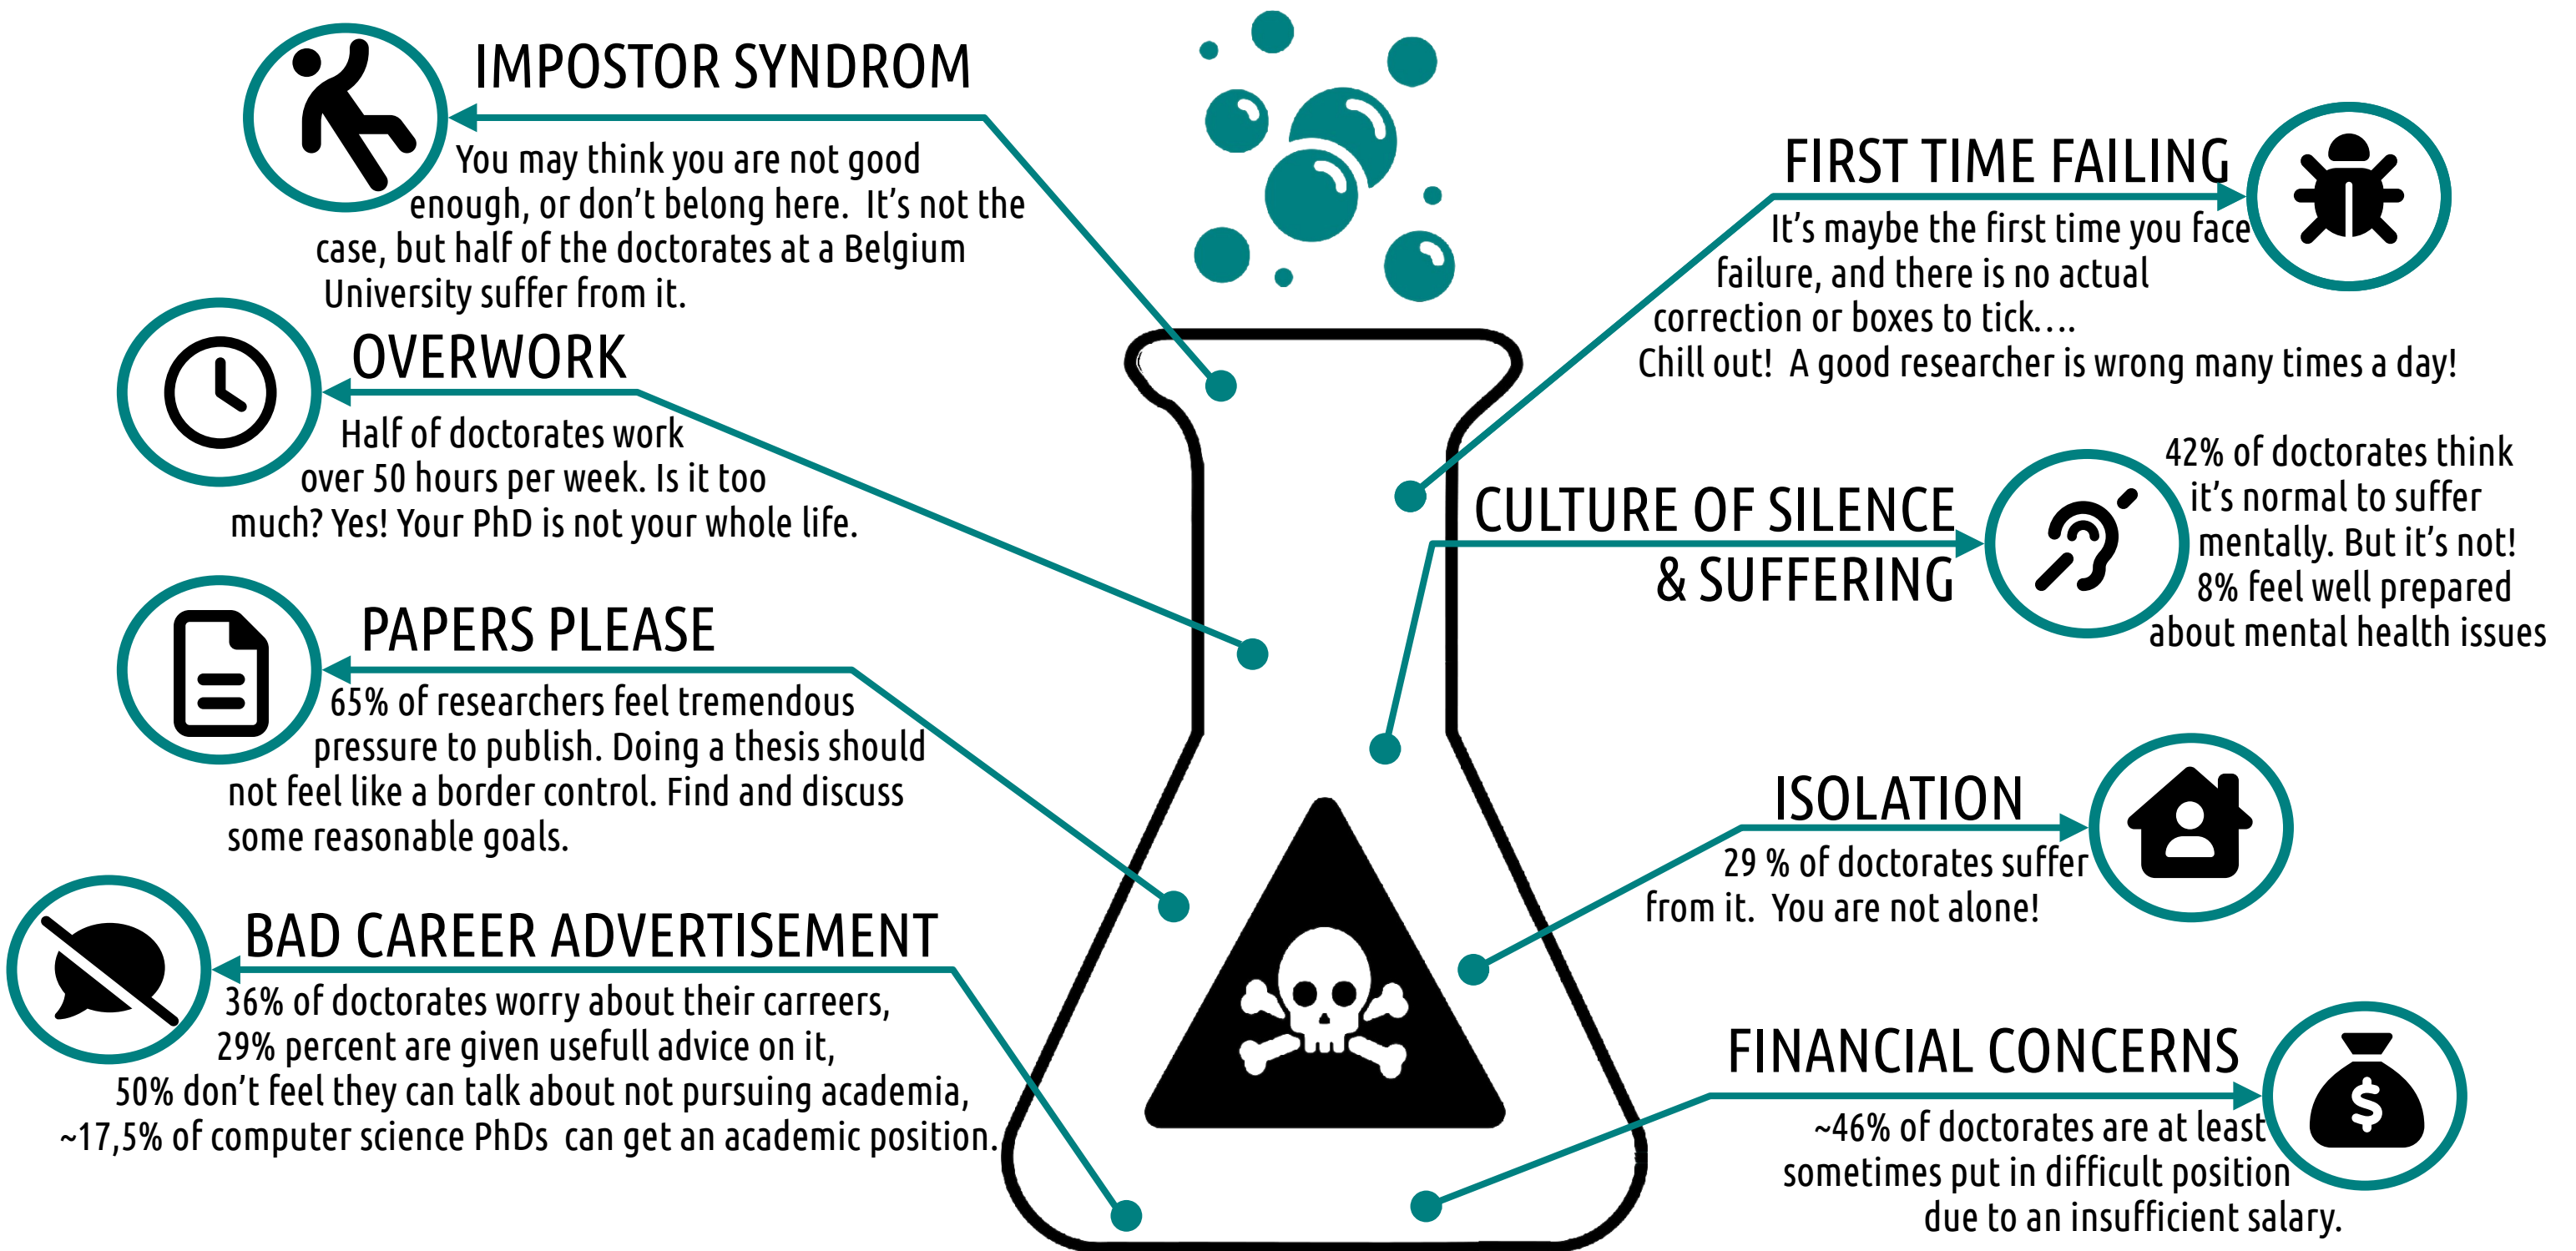 IMPOSTOR SYNDROM
You may think you are not good
enough, or don't belong here.  It's not the
case, but half of the doctorates at a Belgium
University suffer from it.
OVERWORK
Half of doctorates work
over 50 hours per week. Is it too
much? Yes! Your PhD is not your whole life.
PAPERS PLEASE
65% of researchers feel tremendous
pressure to publish. Doing a thesis should
not feel like a border control. Find and discuss
some reasonable goals.
BAD CAREER ADVERTISEMENT
36% of doctorates worry about their carreers,
29% percent are given usefull advice on it,
50% don't feel they can talk about not pursuing academia,
~17,5% of computer science PhDs  can get an academic position.
FIRST TIME FAILING
It's maybe the first time you face
failure, and there is no actual
correction or boxes to tick....
Chill out!  A good researcher is wrong many times a day!
CULTURE OF SILENCE
& SUFFERING
42% of doctorates think
it's normal to suffer
mentally. But it's not!
8% feel well prepared
about mental health issues
ISOLATION
29 % of doctorates suffer
from it.  You are not alone!
FINANCIAL CONCERNS
$
~46% of doctorates are at least
sometimes put in difficult position
due to an insufficient salary.